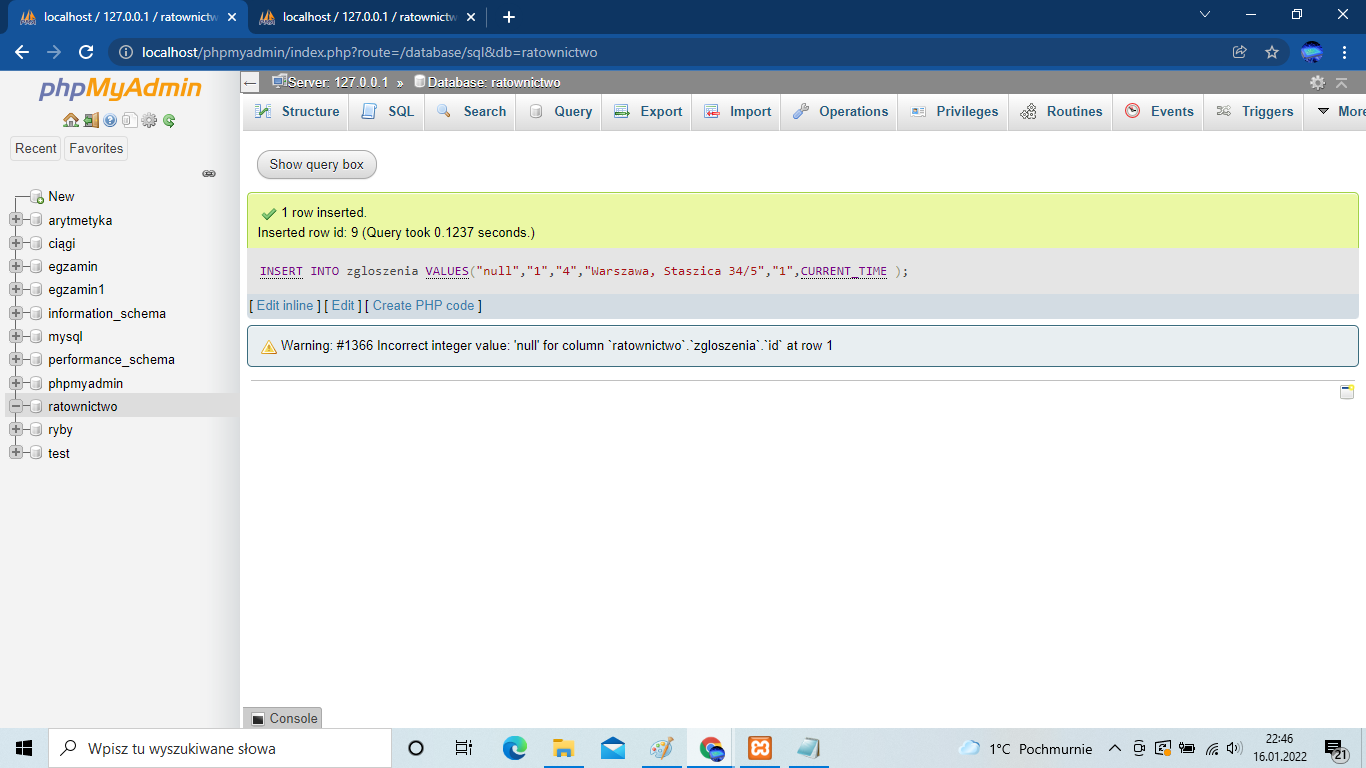 localhost / 127.0.0.1 / ratownictw
localhost / 127.0.0.1 / ratownictw
localhost/phpmyadmin/index.php?route=/database/sql&db=ratownictwo
phpMyAdmin
Recent Favorites
New
arytmetyka
ciągi
egzamin
egzamin1
information_schema
mysql
performance_schema
phpmyadmin
ratownictwo
ryby
test
Server: 127.0.0.1 » Database: ratownictwo
Structure SQL Search Query Export Import Operations Privileges Routines Events Triggers More
Show query box
1 row inserted.
Inserted row id: 9 (Query took 0.1237 seconds.)
INSERT INTO zgloszenia VALUES("null","1","4","Warszawa, Staszica 34/5","1",CURRENT_TIME );
[ Edit inline ] [ Edit ] [ Create PHP code ]
Warning: #1366 Incorrect integer value: 'null' for column `ratownictwo`.`zgloszenia`.`id` at row 1
Console
Wpisz tu wyszukiwane słowa
1°C Pochmurnie
22:46
16.01.2022
21